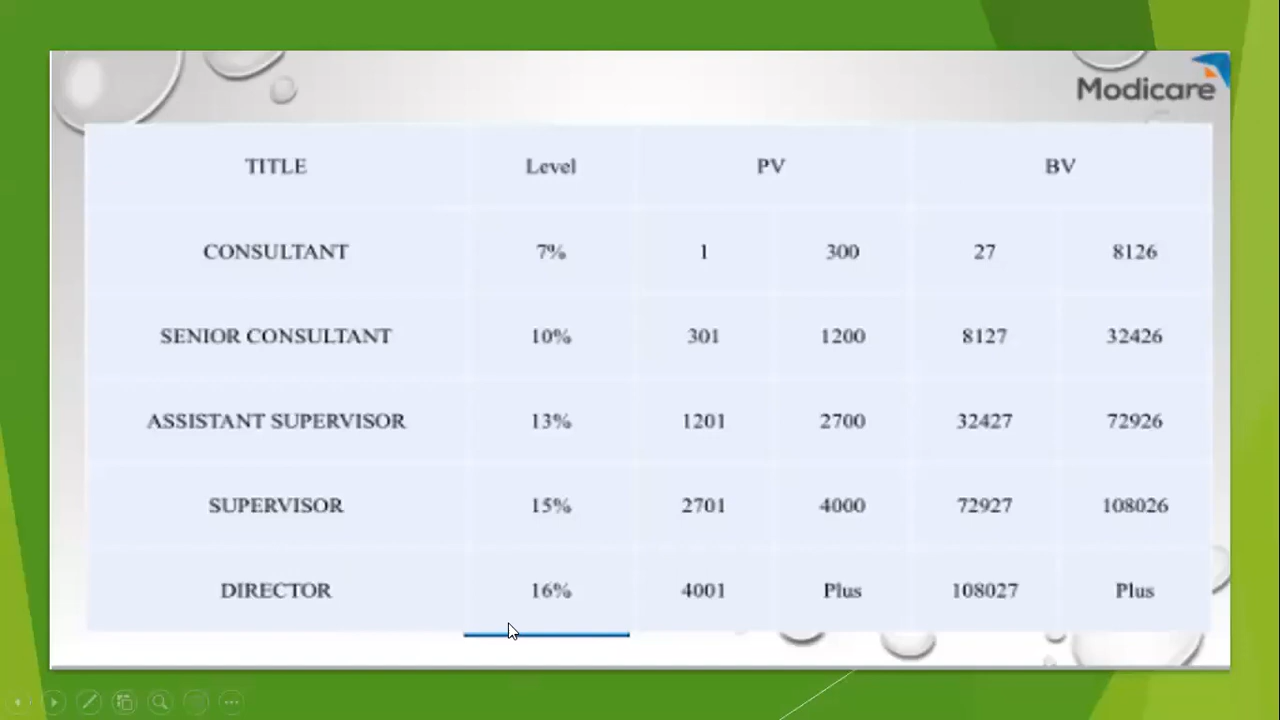 Modicare
TITLE Level PV BV
CONSULTANT 7% 1 300 27 8126
SENIOR CONSULTANT 10% 301 1200 8127 32426
ASSISTANT SUPERVISOR 13% 1201 2700 32427 72926
SUPERVISOR 15% 2701 4000 72927 108026
DIRECTOR 16% 4001 Plus 108027 Plus